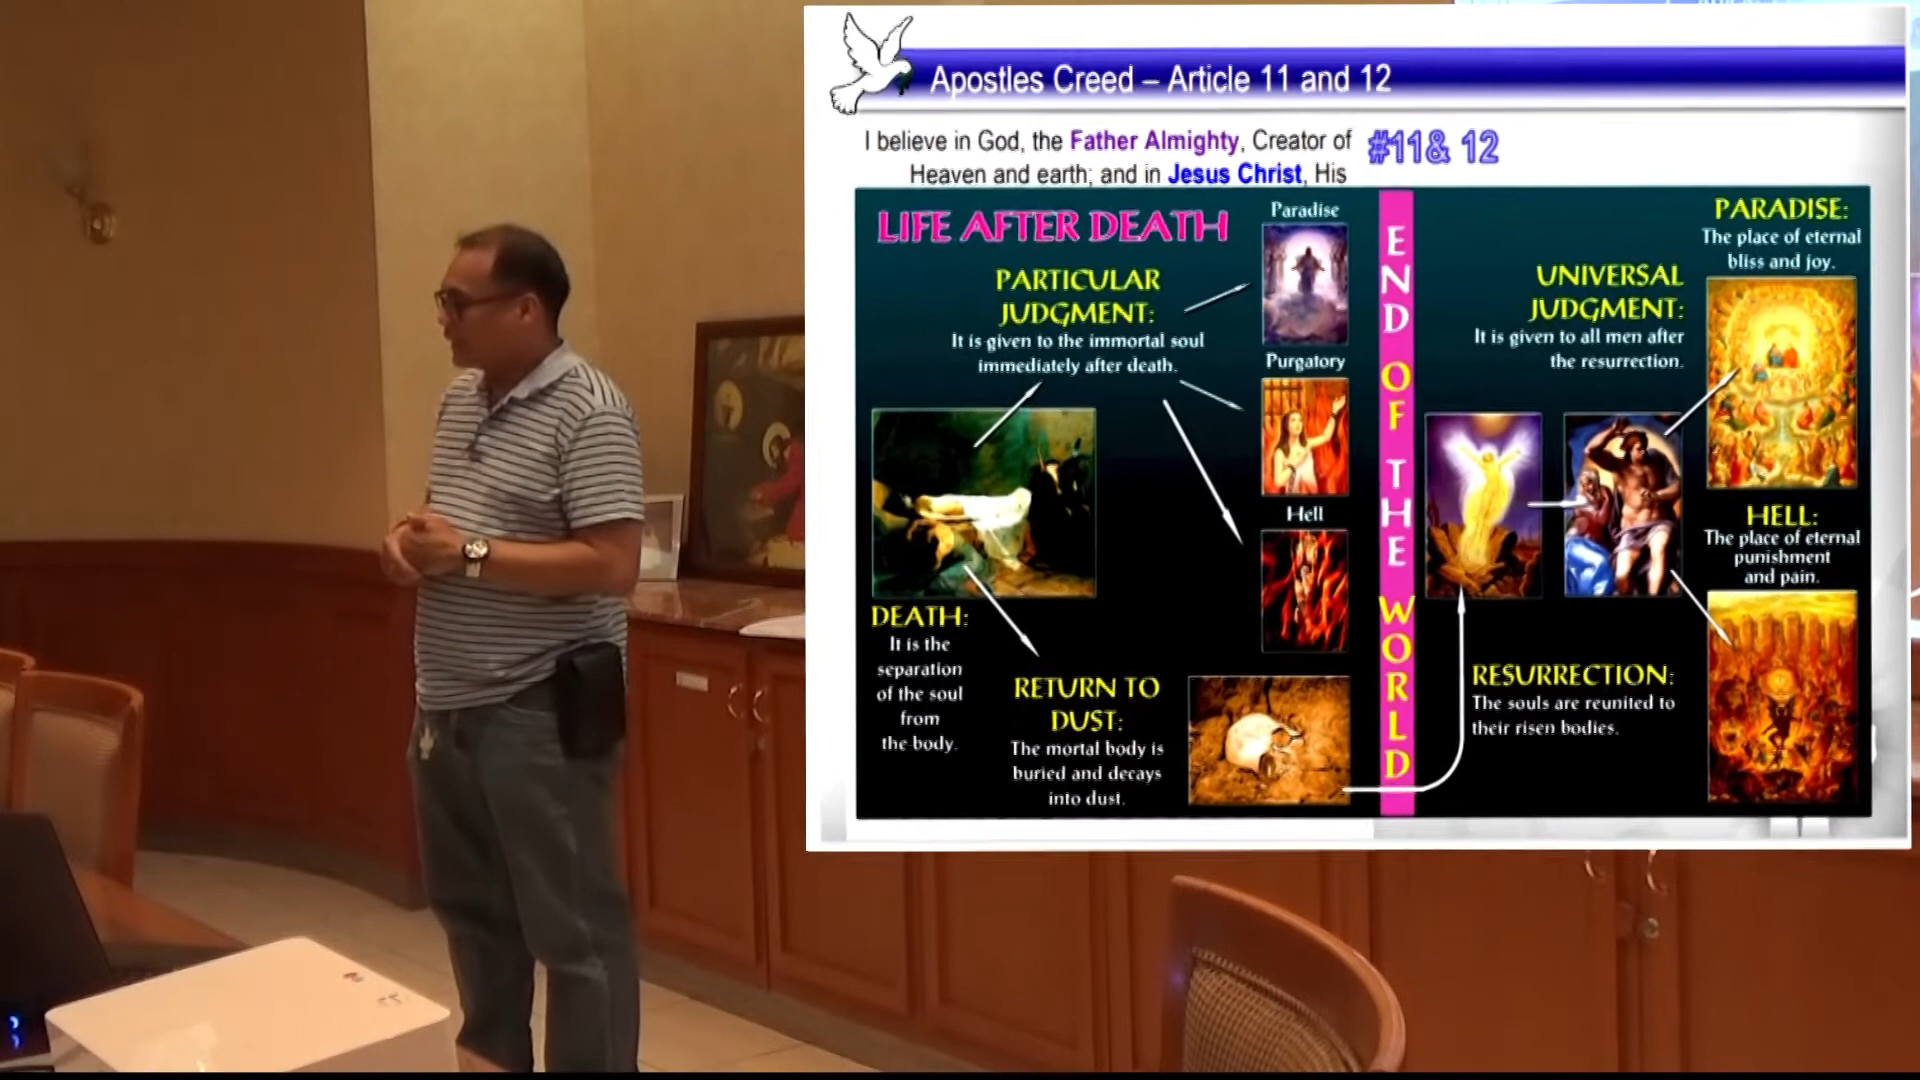 Apostles Creed – Article 11 and 12
I believe in God, the Father Almighty, Creator of
Heaven and earth; and in Jesus Christ, His
#11& 12
LIFE AFTER DEATH
PARTICULAR
JUDGMENT:
It is given to the immortal soul
immediately after death.
Paradise
Purgatory
Hell
DEATH:
It is the
separation
of the soul
from
the body.
RETURN TO
DUST:
The mortal body is
buried and decays
into dust.
END OF THE WORLD
UNIVERSAL
JUDGMENT:
It is given to all men after
the resurrection.
RESURRECTION:
The souls are reunited to
their risen bodies.
PARADISE:
The place of eternal
bliss and joy.
HELL:
The place of eternal
punishment
and pain.